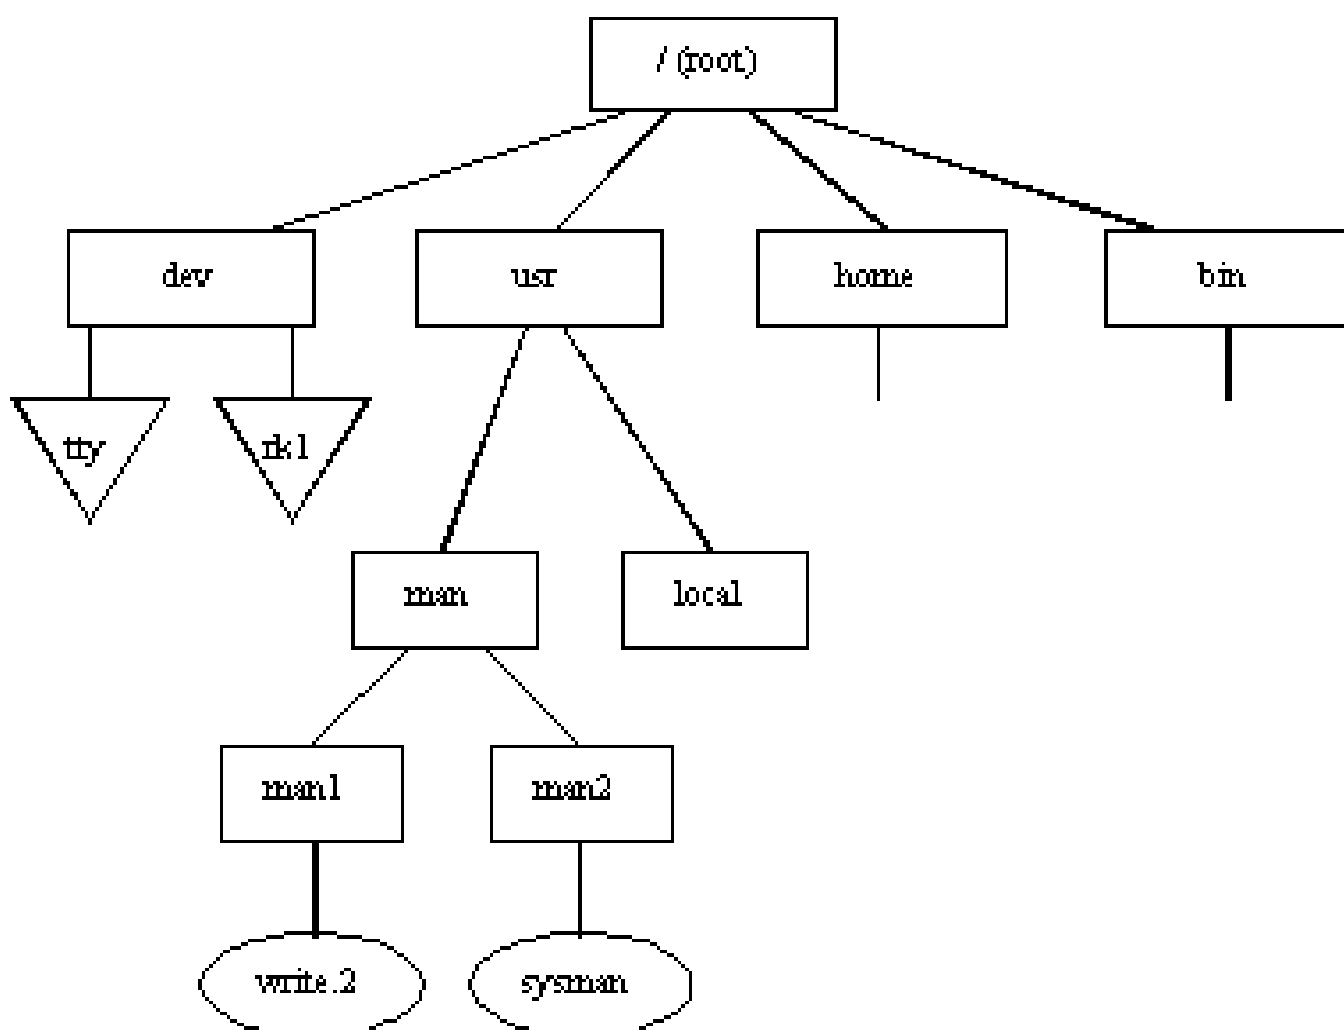 / (root)
dev
usr
home
bin
tty
rk1
man
local
man1
man2
write.2
sysman